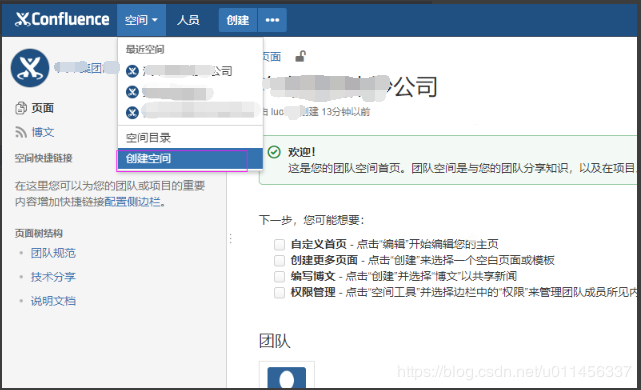 Confluence 空间 人员 创建 •••
最近空间
公司
空间目录
创建空间
集团
页面
博文
空间快捷链接
在这里您可以为您的团队或项目的重要
内容增加快捷链接配置侧边栏。
页面树结构
团队规范
技术分享
说明文档
页面
公司
创建 13分钟以前
欢迎!
这是您的团队空间首页。团队空间是与您的团队分享知识，以及在项目
下一步，您可能想要:
自定义首页 - 点击“编辑”开始编辑您的主页
创建更多页面 - 点击“创建”来选择一个空白页面或模板
编写博文 - 点击“创建”并选择“博文”以共享新闻
权限管理 - 点击“空间工具”并选择边栏中的“权限”来管理团队成员所见内
团队
https://blog.csdn.net/u011456337